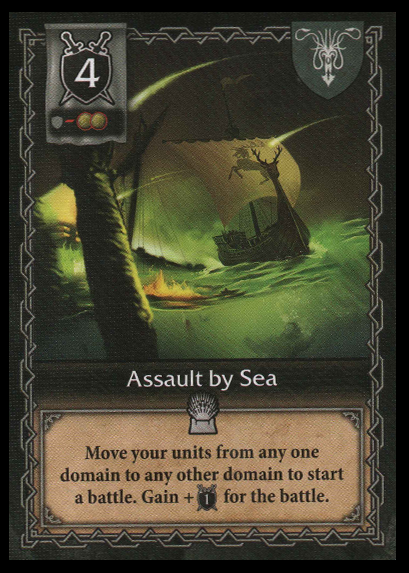 4
Assault by Sea
Move your units from any one
domain to any other domain to start
a battle. Gain + 1 for the battle.